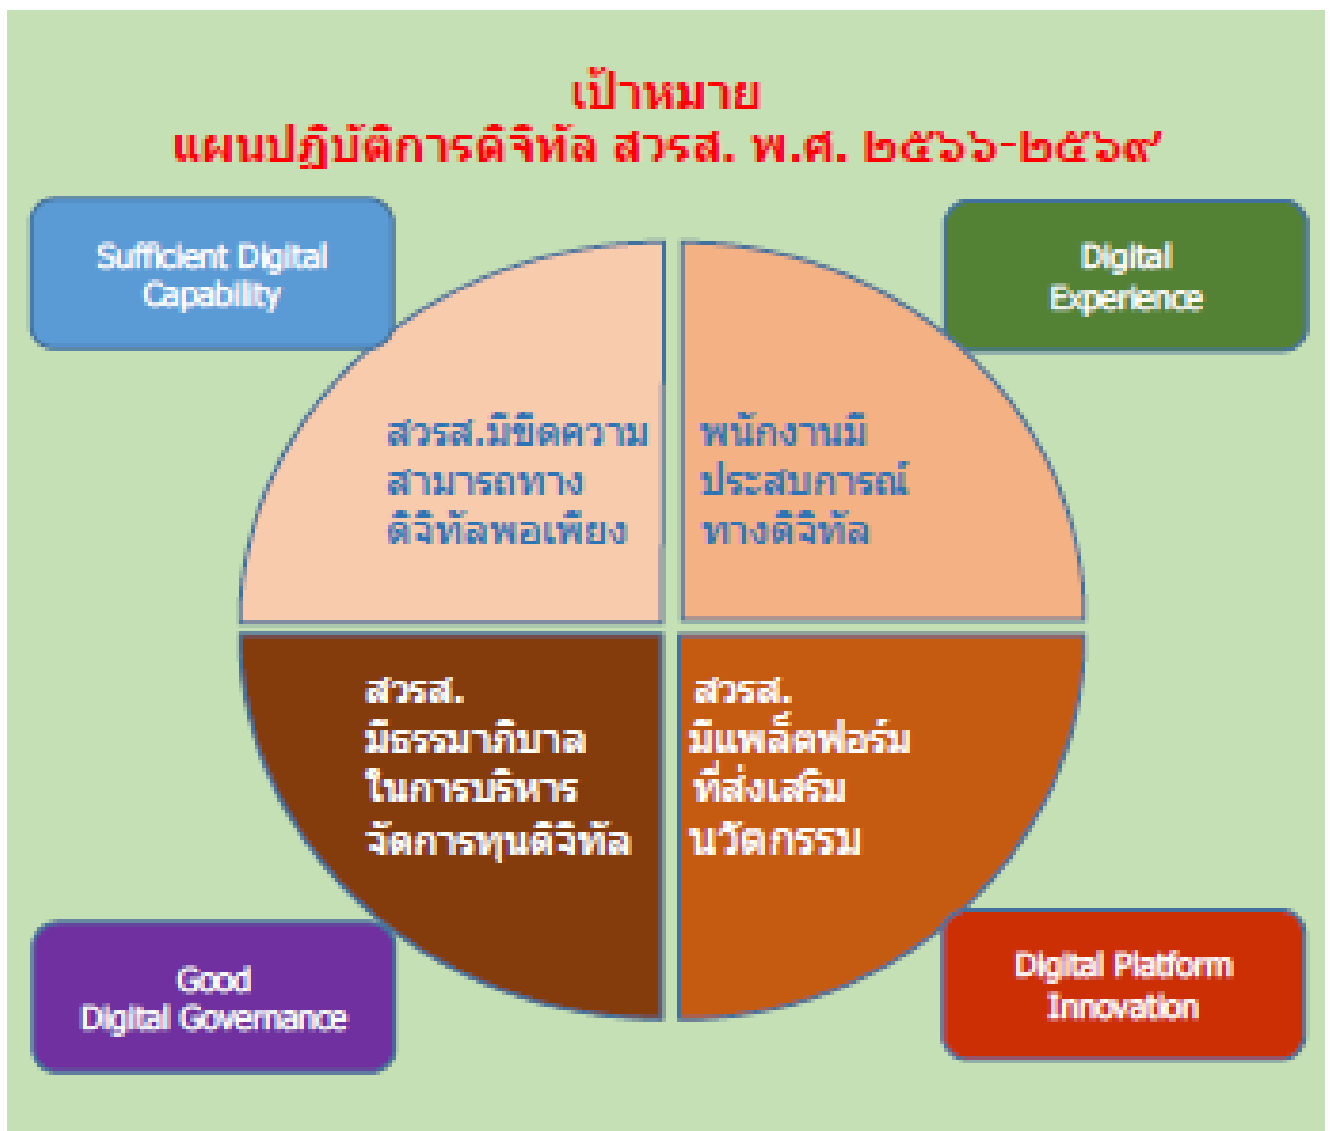 เป้าหมาย
แผนปฏิบัติการดิจิทัล สวรส. พ.ศ. ๒๕๖๖-๒๕๖๙
Sufficient Digital
Capability
Digital
Experience
สวรส.มีขีดความ
สามารถทาง
ดิจิทัลพอเพียง
พนักงานมี
ประสบการณ์
ทางดิจิทัล
สวรส.
มีธรรมาภิบาล
ในการบริหาร
จัดการทุนดิจิทัล
สวรส.
มีแพล็ตฟอร์ม
ที่ส่งเสริม
นวัตกรรม
Good
Digital Governance
Digital Platform
Innovation